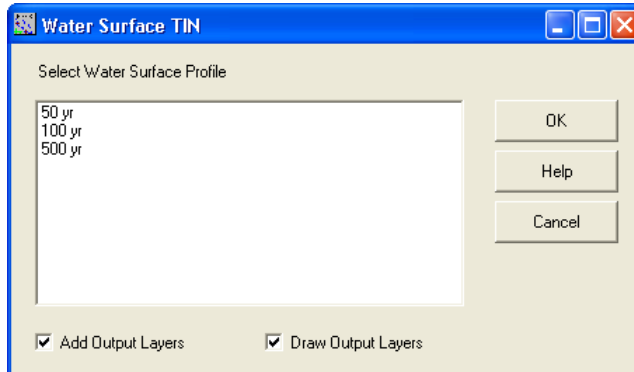 Water Surface TIN
Select Water Surface Profile
50 yr
100 yr
500 yr
OK
Help
Cancel
Add Output Layers
Draw Output Layers